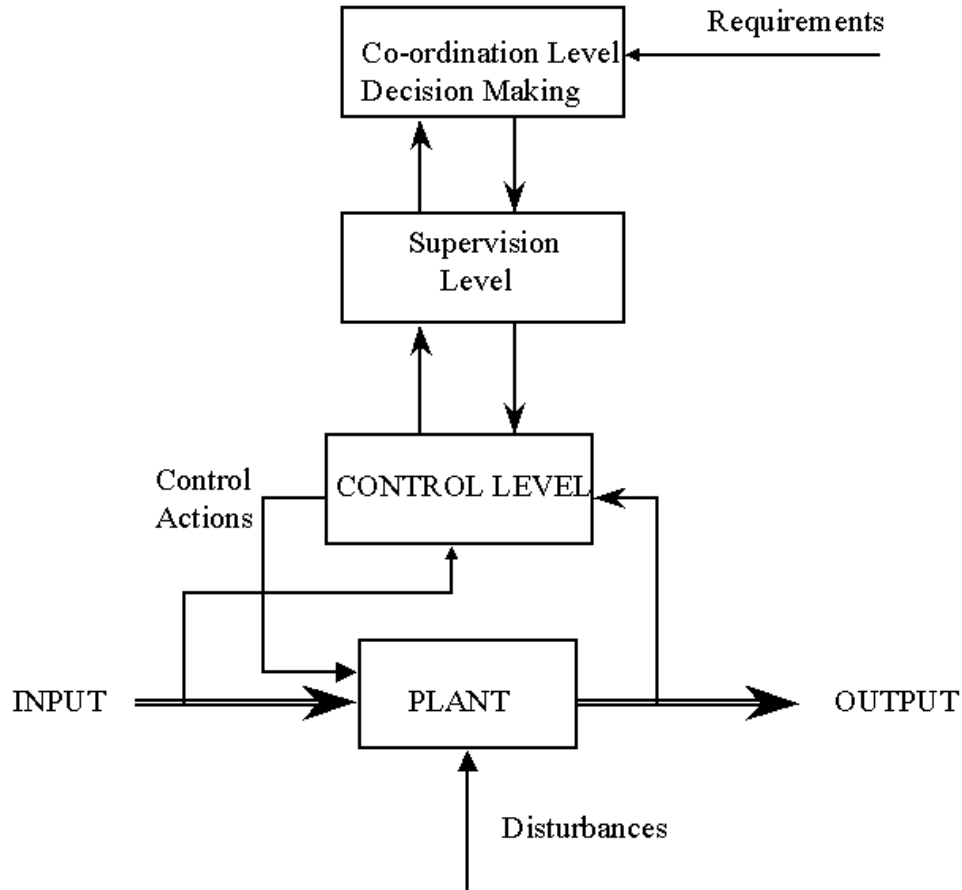 Requirements
Co-ordination Level
Decision Making
Supervision
Level
Control
Actions
CONTROL LEVEL
INPUT
PLANT
OUTPUT
Disturbances